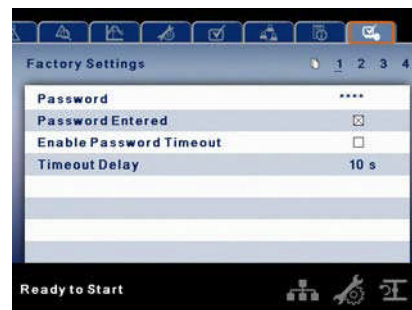 Factory Settings 1 2 3 4
Password ****
Password Entered
Enable Password Timeout
Timeout Delay 10 s
Ready to Start